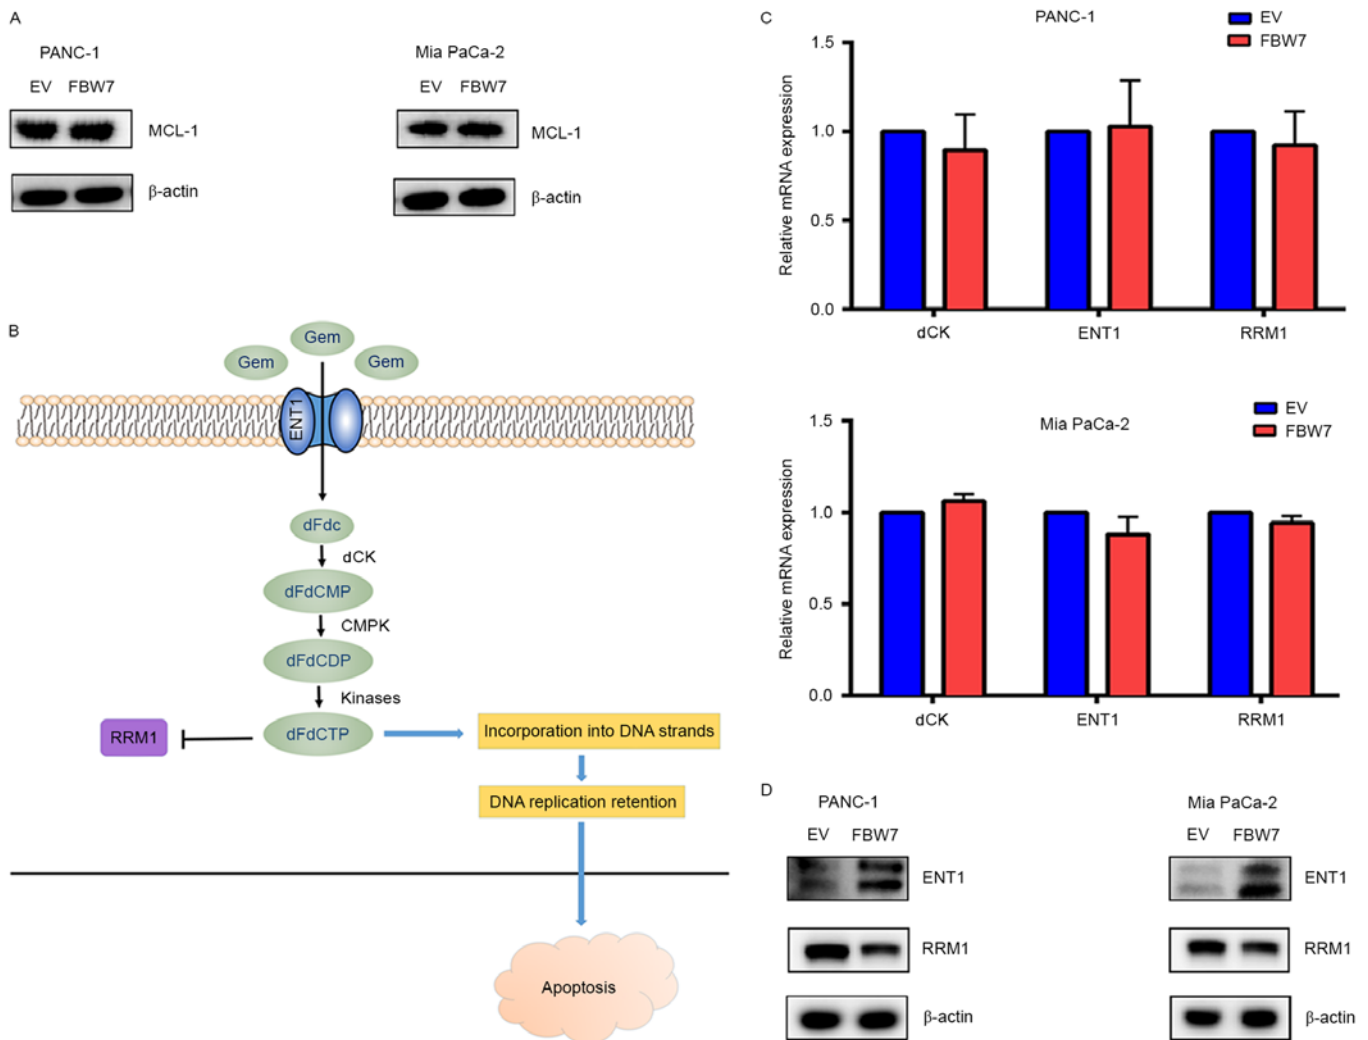 A
PANC-1
EV FBW7
MCL-1
β-actin
Mia PaCa-2
EV FBW7
MCL-1
β-actin
B
Gem
Gem
Gem
ENT1
dFdc
dCK
dFdCMP
CMPK
dFdCDP
Kinases
dFdCTP
RRM1
Incorporation into DNA strands
DNA replication retention
Apoptosis
C
PANC-1
EV
FBW7
Relative mRNA expression
1.5
1.0
0.5
0.0
dCK ENT1 RRM1
Mia PaCa-2
EV
FBW7
Relative mRNA expression
1.5
1.0
0.5
0.0
dCK ENT1 RRM1
D
PANC-1
EV FBW7
ENT1
RRM1
β-actin
Mia PaCa-2
EV FBW7
ENT1
RRM1
β-actin